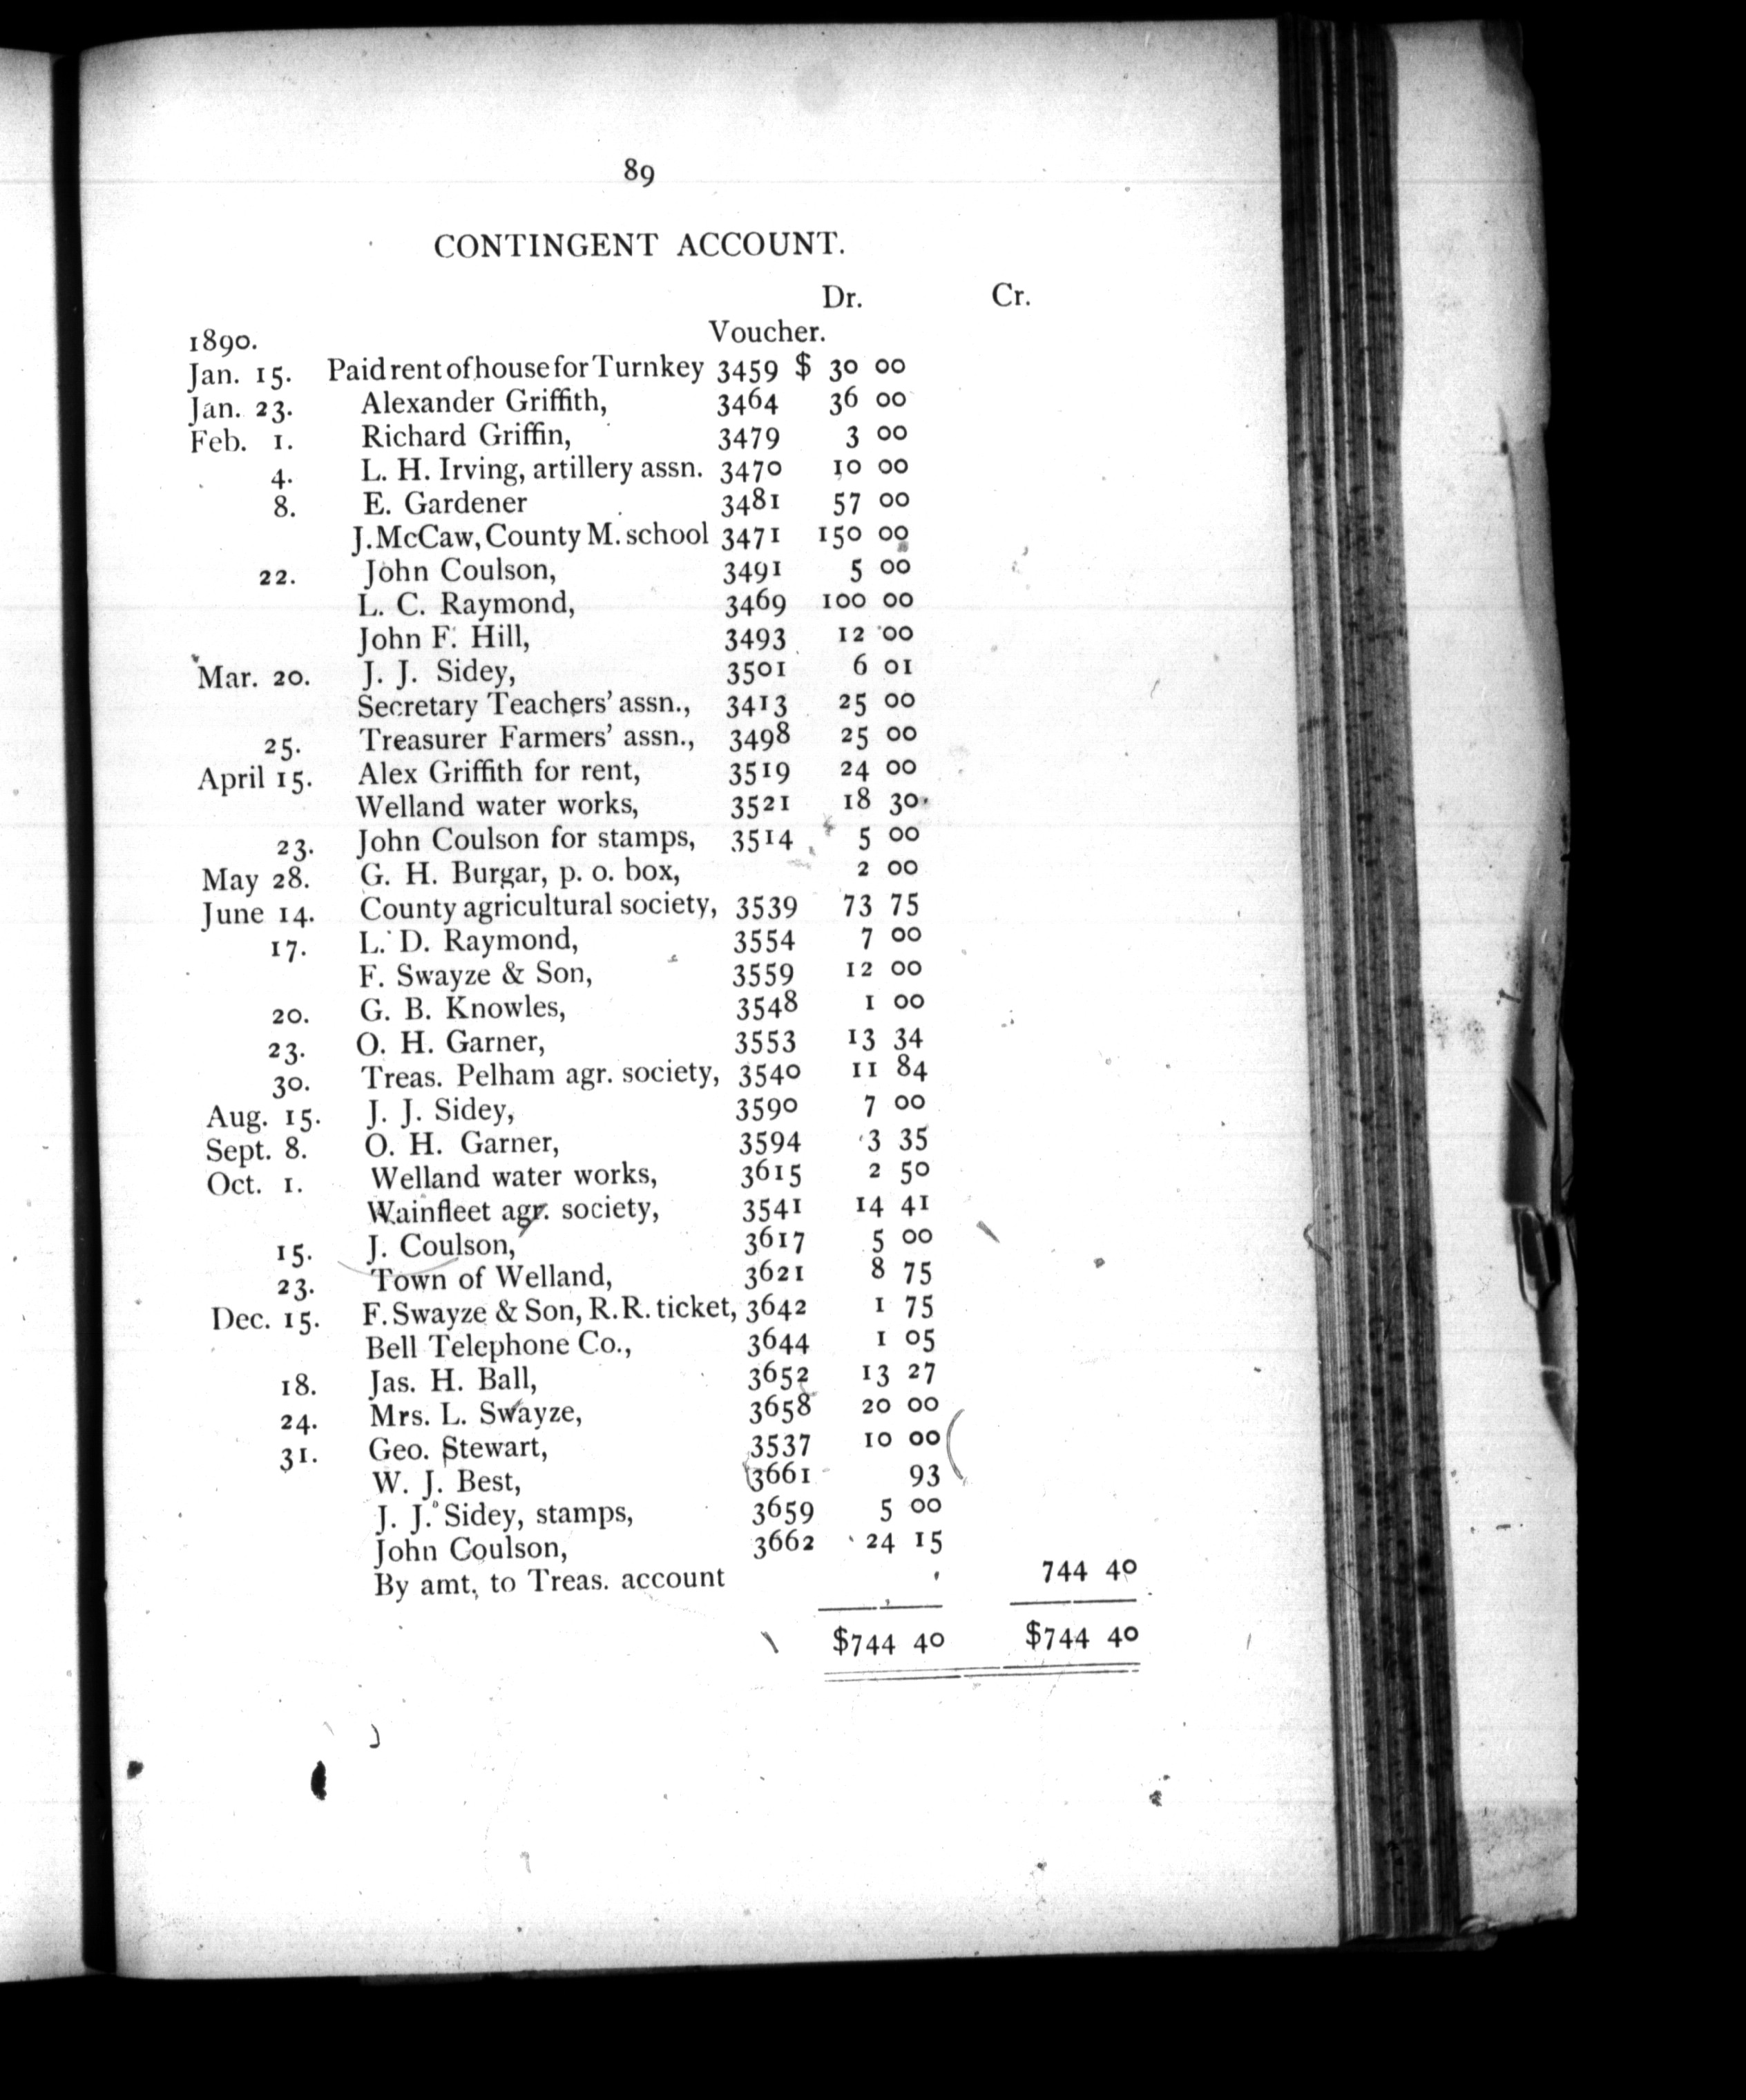 89
CONTINGENT ACCOUNT.
Dr. Cr.
1890. Voucher.
Jan. 15. Paid rent of house for Turnkey 3459 $ 30 00
Jan. 23. Alexander Griffith, 3464 36 00
Feb. 1. Richard Griffin, 3479 3 00
4. L. H. Irving, artillery assn. 3470 10 00
8. E. Gardener 3481 57 00
J. McCaw, County M. school 3471 150 00
22. John Coulson, 3491 5 00
L. C. Raymond, 3469 100 00
John F. Hill, 3493 12 00
Mar. 20. J. J. Sidey, 3501 6 01
Secretary Teachers' assn., 3413 25 00
25. Treasurer Farmers' assn., 3498 25 00
April 15. Alex Griffith for rent, 3519 24 00
Welland water works, 3521 18 30
23. John Coulson for stamps, 3514 5 00
May 28. G. H. Burgar, p. o. box, 2 00
June 14. County agricultural society, 3539 73 75
17. L. D. Raymond, 3554 7 00
F. Swayze & Son, 3559 12 00
20. G. B. Knowles, 3548 1 00
23. O. H. Garner, 3553 13 34
30. Treas. Pelham agr. society, 3540 11 84
Aug. 15. J. J. Sidey, 3590 7 00
Sept. 8. O. H. Garner, 3594 3 35
Oct. 1. Welland water works, 3615 2 50
Wainfleet agr. society, 3541 14 41
15. J. Coulson, 3617 5 00
23. Town of Welland, 3621 8 75
Dec. 15. F. Swayze & Son, R. R. ticket, 3642 1 75
Bell Telephone Co., 3644 1 05
18. Jas. H. Ball, 3652 13 27
24. Mrs. L. Swayze, 3658 20 00
31. Geo. Stewart, 3537 10 00
W. J. Best, 3661 93
J. J. Sidey, stamps, 3659 5 00
John Coulson, 3662 24 15
By amt. to Treas. account 744 40
$744 40 $744 40